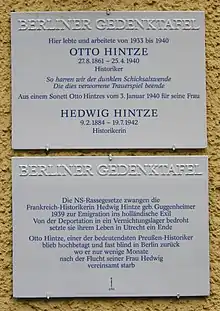 BERLINER GEDENKTAFEL
Hier lebte und arbeitete von 1933 bis 1940
OTTO HINTZE
27.8.1861 – 25.4.1940
Historiker
So harren wir der dunklen Schicksalswende
Die dies verworrene Trauerspiel beende
Aus einem Sonett Otto Hintzes vom 3. Januar 1940 für seine Frau
HEDWIG HINTZE
9.2.1884 – 19.7.1942
Historikerin
BERLINER GEDENKTAFEL
Die NS-Rassegesetze zwangen die
Frankreich-Historikerin Hedwig Hintze geb. Guggenheimer
1939 zur Emigration ins holländische Exil
Von der Deportation in ein Vernichtungslager bedroht
setzte sie ihrem Leben in Utrecht ein Ende
Otto Hintze, einer der bedeutendsten Preußen-Historiker
blieb hochbetagt und fast blind in Berlin zurück
wo er nur wenige Monate
nach der Flucht seiner Frau Hedwig
vereinsamt starb